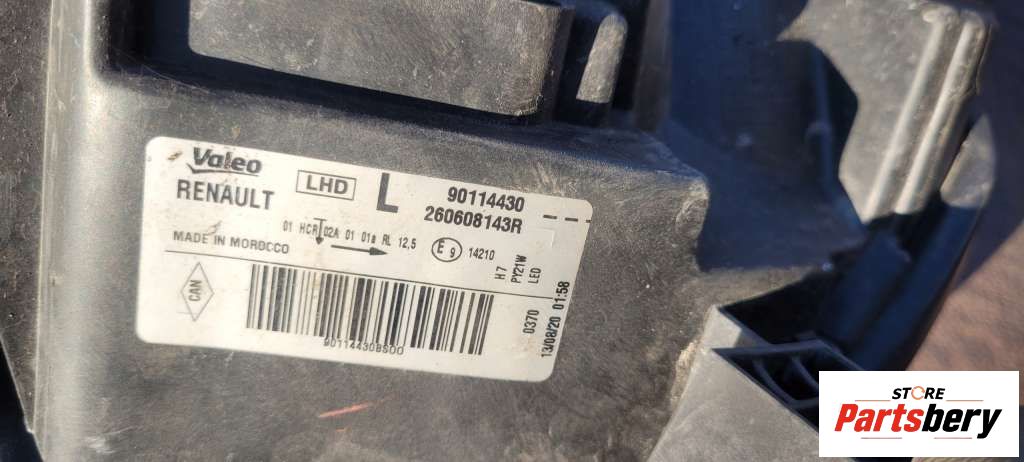 Valeo
RENAULT
LHD
L
90114430
260608143R
01 HCR 02A 01 01a RL 12,5
E 9 14210
MADE IN MOROCCO
CAN
H7
PY21W
LED
0370
13/08/20 01:58
90114430BS00
STORE
Partsbery